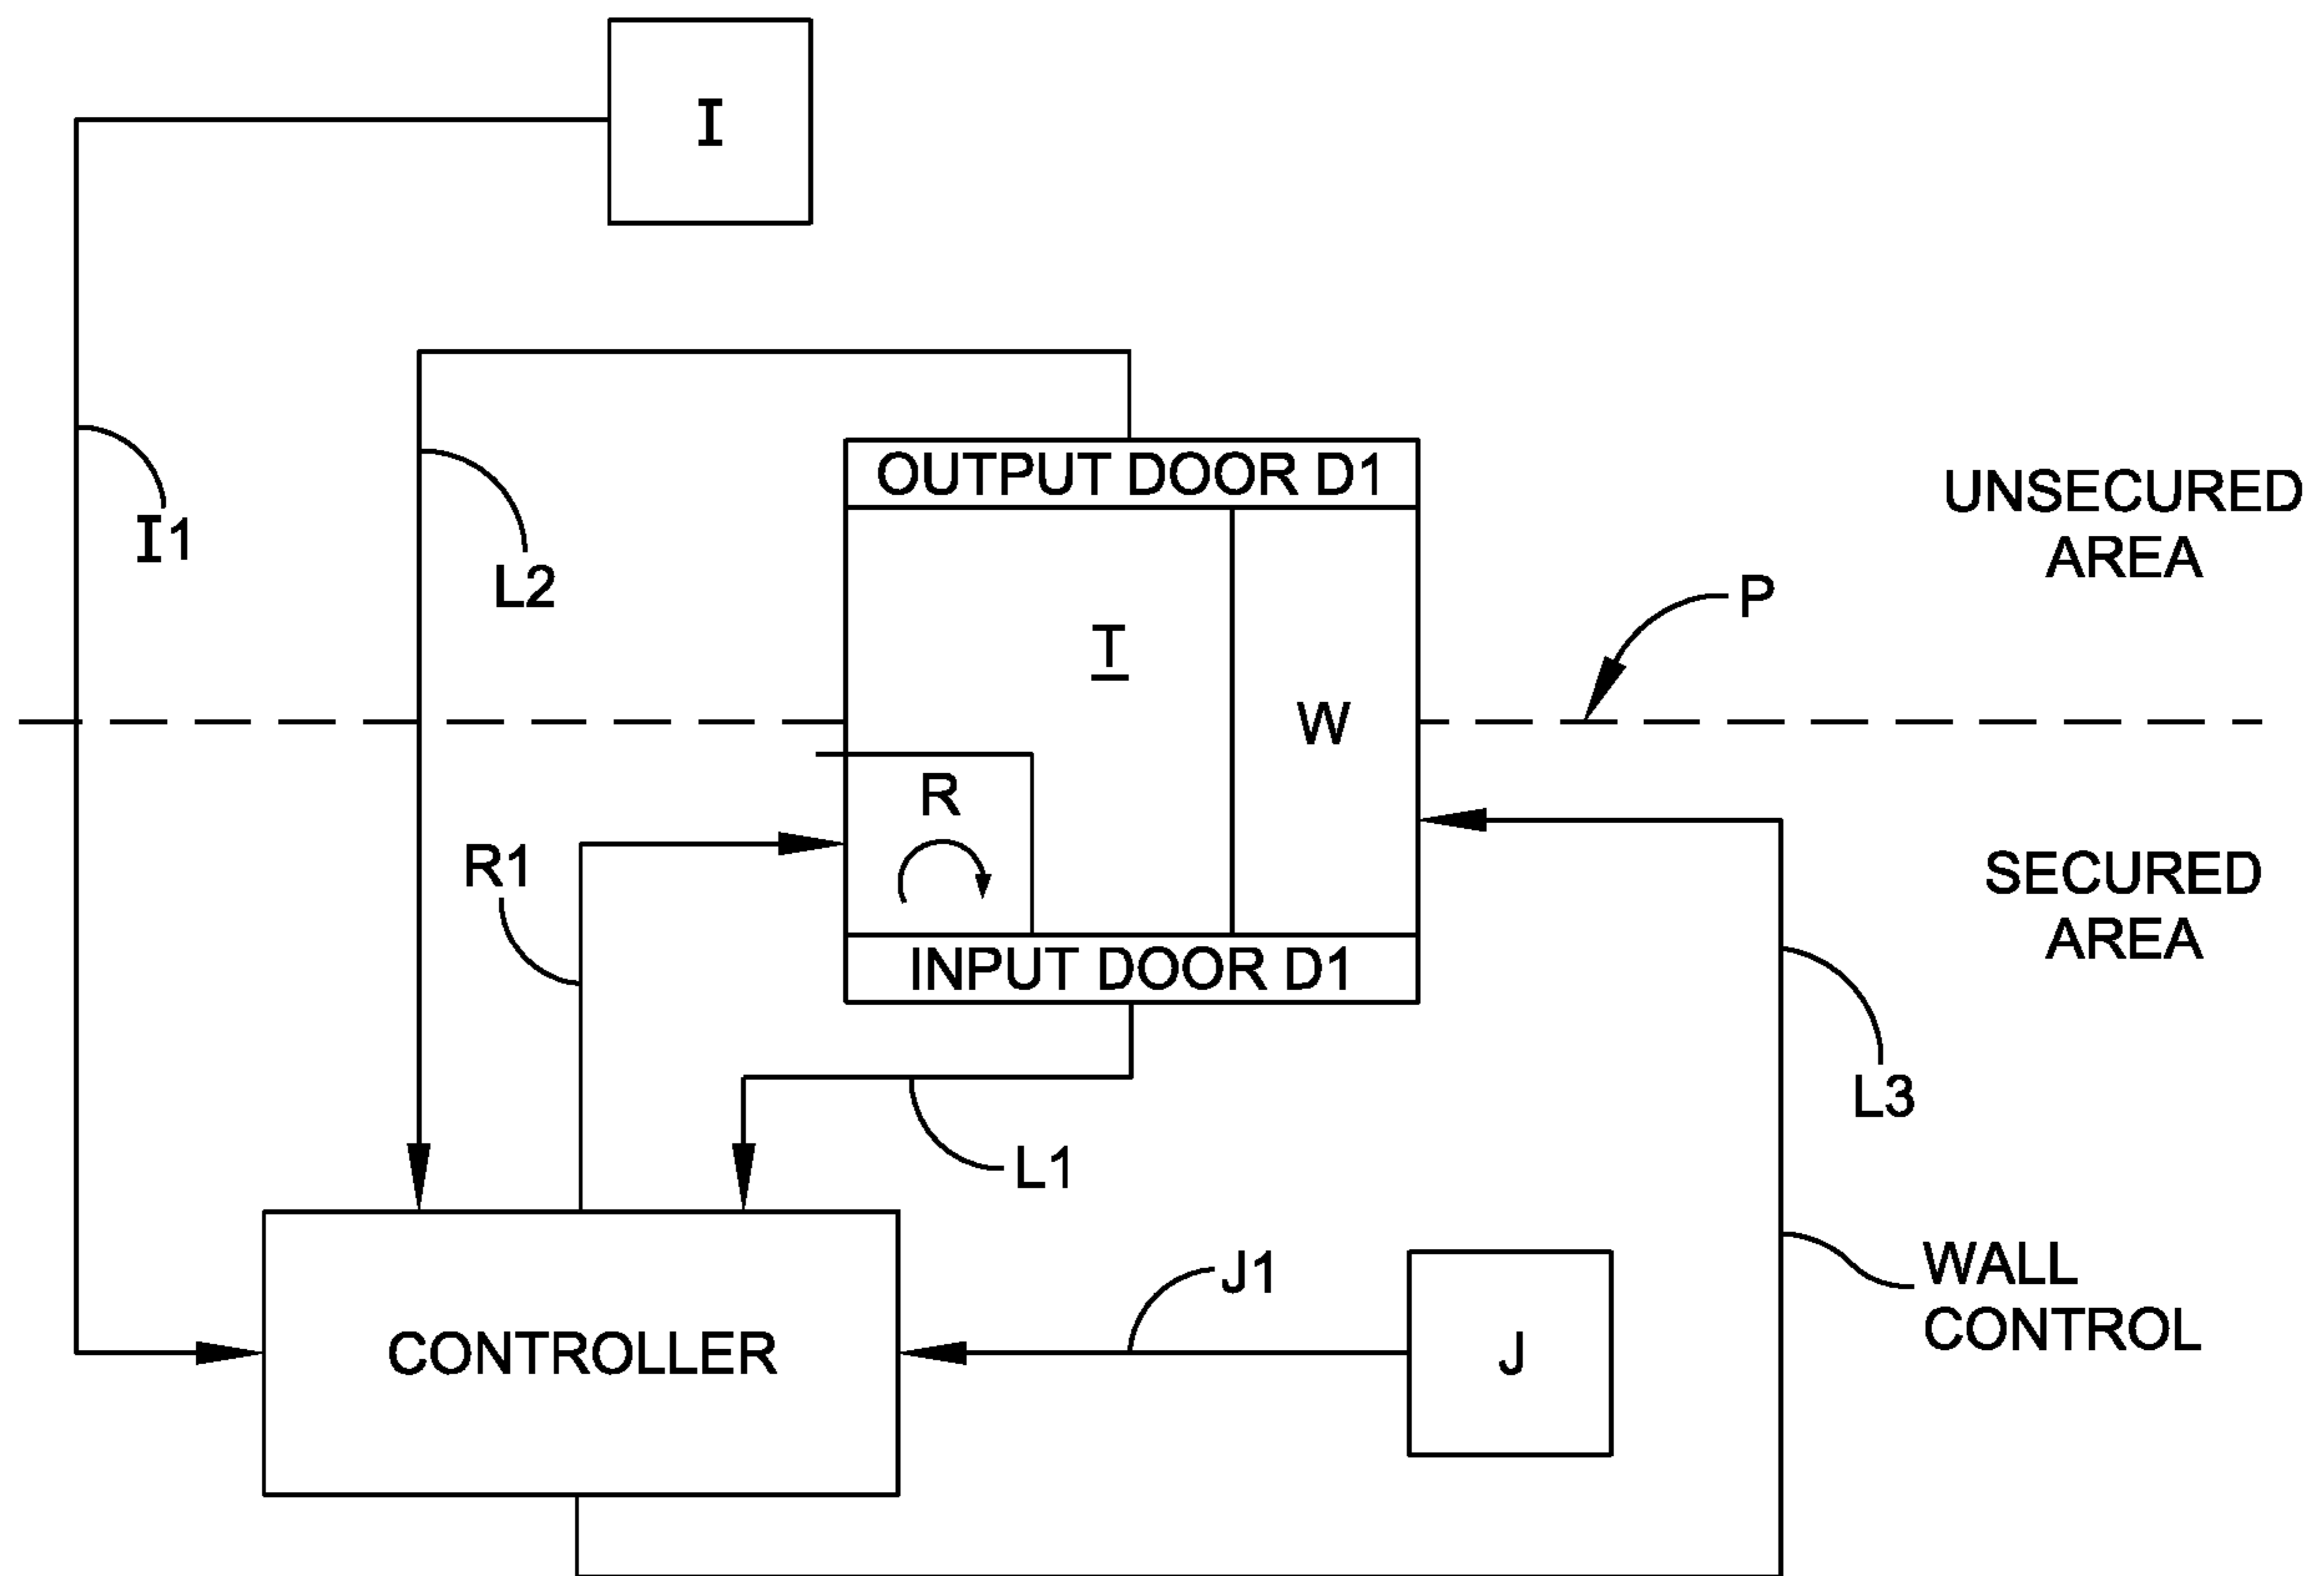 I
OUTPUT DOOR D1
UNSECURED
AREA
I1
L2
P
T
W
R
R1
SECURED
AREA
INPUT DOOR D1
L3
L1
J1
WALL
CONTROL
CONTROLLER
J